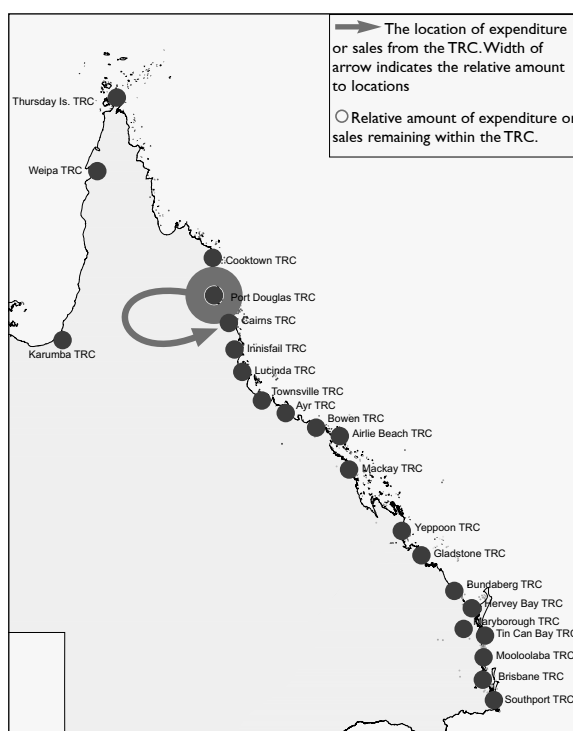 The location of expenditure
or sales from the TRC. Width of
arrow indicates the relative amount
to locations
Relative amount of expenditure or
sales remaining within the TRC.
Thursday Is. TRC
Weipa TRC
Cooktown TRC
Port Douglas TRC
Cairns TRC
Karumba TRC
Innisfail TRC
Lucinda TRC
Townsville TRC
Ayr TRC
Bowen TRC
Airlie Beach TRC
Mackay TRC
Yeppoon TRC
Gladstone TRC
Bundaberg TRC
Hervey Bay TRC
Maryborough TRC
Tin Can Bay TRC
Mooloolaba TRC
Brisbane TRC
Southport TRC